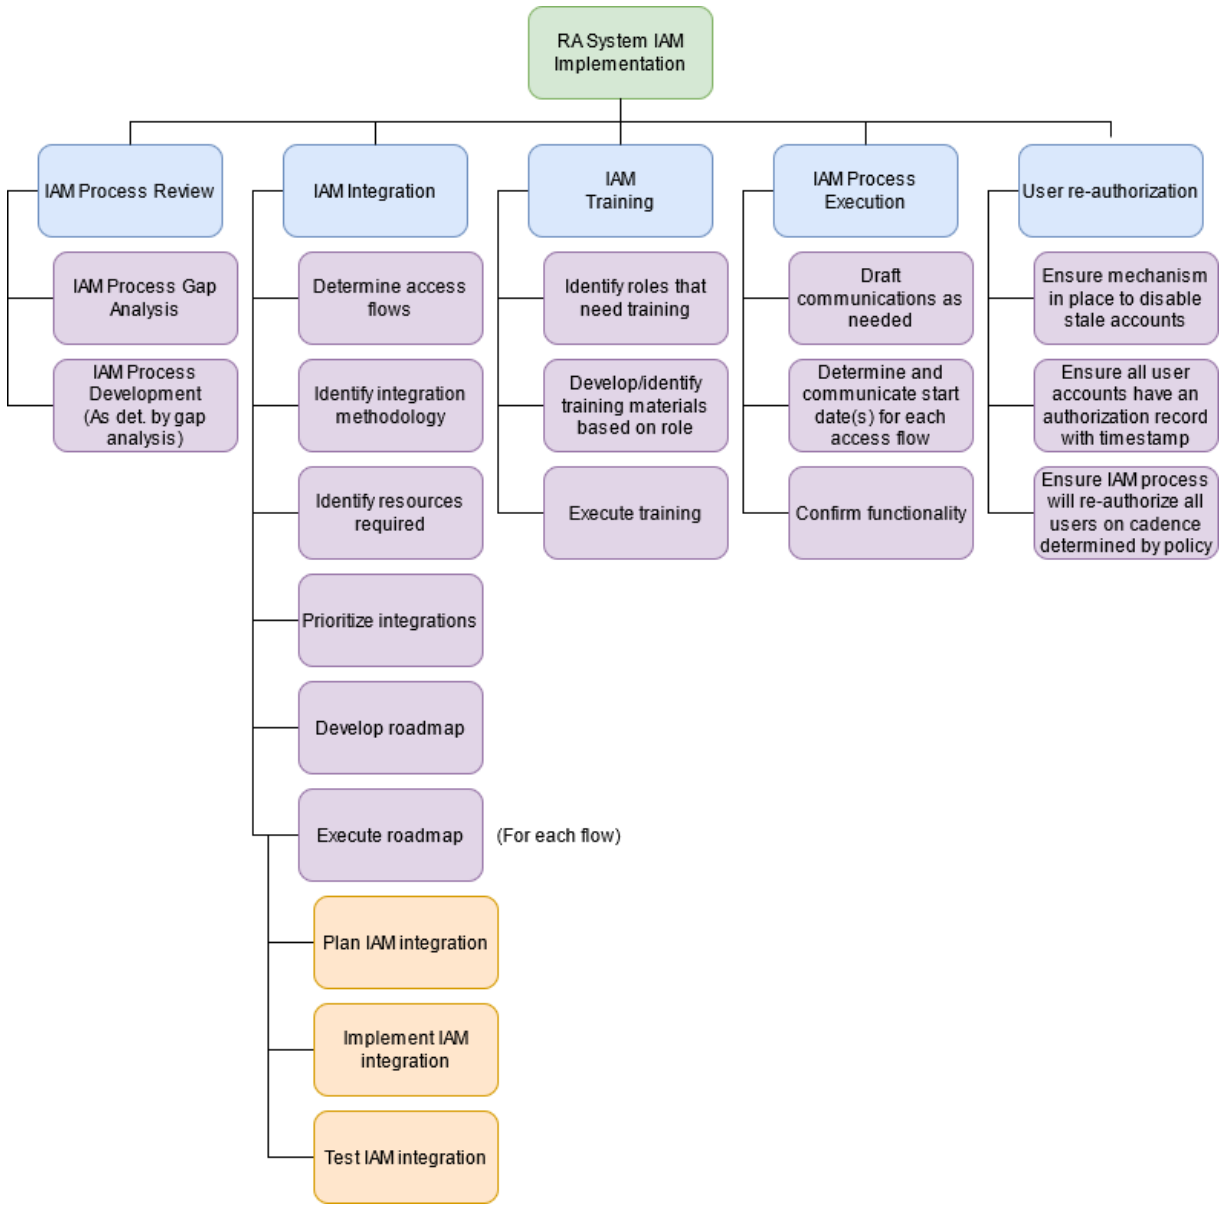 RA System IAM
Implementation
IAM Process Review
IAM Process Gap
Analysis
IAM Process
Development
(As det. by gap
analysis)
IAM Integration
Determine access
flows
Identify integration
methodology
Identify resources
required
Prioritize integrations
Develop roadmap
Execute roadmap
(For each flow)
Plan IAM integration
Implement IAM
integration
Test IAM integration
IAM
Training
Identify roles that
need training
Develop/identify
training materials
based on role
Execute training
IAM Process
Execution
Draft
communications as
needed
Determine and
communicate start
date(s) for each
access flow
Confirm functionality
User re-authorization
Ensure mechanism
in place to disable
stale accounts
Ensure all user
accounts have an
authorization record
with timestamp
Ensure IAM process
will re-authorize all
users on cadence
determined by policy